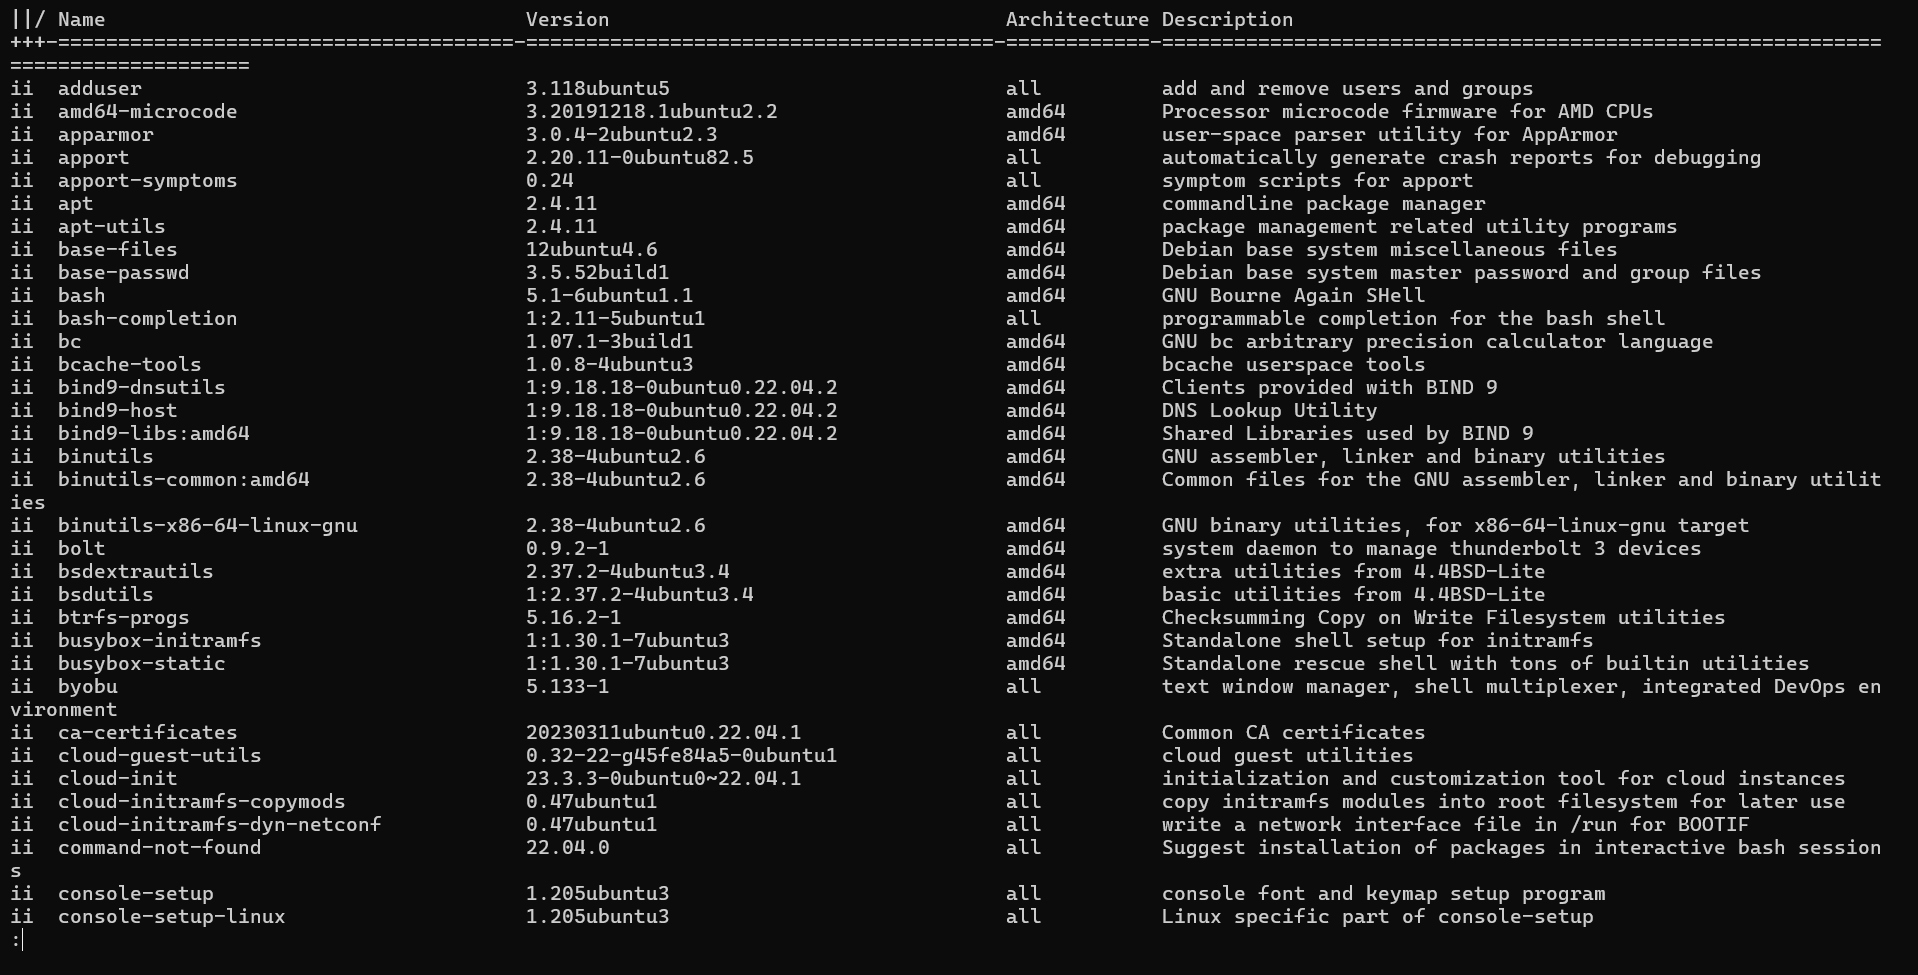 ||/ Name                                   Version                                 Architecture Description
+++-======================================-=======================================-============-============================================================
====================
ii  adduser                                3.118ubuntu5                            all          add and remove users and groups
ii  amd64-microcode                        3.20191218.1ubuntu2.2                   amd64        Processor microcode firmware for AMD CPUs
ii  apparmor                               3.0.4-2ubuntu2.3                        amd64        user-space parser utility for AppArmor
ii  apport                                 2.20.11-0ubuntu82.5                     all          automatically generate crash reports for debugging
ii  apport-symptoms                        0.24                                    all          symptom scripts for apport
ii  apt                                    2.4.11                                  amd64        commandline package manager
ii  apt-utils                              2.4.11                                  amd64        package management related utility programs
ii  base-files                             12ubuntu4.6                             amd64        Debian base system miscellaneous files
ii  base-passwd                            3.5.52build1                            amd64        Debian base system master password and group files
ii  bash                                   5.1-6ubuntu1.1                          amd64        GNU Bourne Again SHell
ii  bash-completion                        1:2.11-5ubuntu1                         all          programmable completion for the bash shell
ii  bc                                     1.07.1-3build1                          amd64        GNU bc arbitrary precision calculator language
ii  bcache-tools                           1.0.8-4ubuntu3                          amd64        bcache userspace tools
ii  bind9-dnsutils                         1:9.18.18-0ubuntu0.22.04.2              amd64        Clients provided with BIND 9
ii  bind9-host                             1:9.18.18-0ubuntu0.22.04.2              amd64        DNS Lookup Utility
ii  bind9-libs:amd64                       1:9.18.18-0ubuntu0.22.04.2              amd64        Shared Libraries used by BIND 9
ii  binutils                               2.38-4ubuntu2.6                         amd64        GNU assembler, linker and binary utilities
ii  binutils-common:amd64                  2.38-4ubuntu2.6                         amd64        Common files for the GNU assembler, linker and binary utilit
ies
ii  binutils-x86-64-linux-gnu              2.38-4ubuntu2.6                         amd64        GNU binary utilities, for x86-64-linux-gnu target
ii  bolt                                   0.9.2-1                                 amd64        system daemon to manage thunderbolt 3 devices
ii  bsdextrautils                          2.37.2-4ubuntu3.4                       amd64        extra utilities from 4.4BSD-Lite
ii  bsdutils                               1:2.37.2-4ubuntu3.4                     amd64        basic utilities from 4.4BSD-Lite
ii  btrfs-progs                            5.16.2-1                                amd64        Checksumming Copy on Write Filesystem utilities
ii  busybox-initramfs                      1:1.30.1-7ubuntu3                       amd64        Standalone shell setup for initramfs
ii  busybox-static                         1:1.30.1-7ubuntu3                       amd64        Standalone rescue shell with tons of builtin utilities
ii  byobu                                  5.133-1                                 all          text window manager, shell multiplexer, integrated DevOps en
vironment
ii  ca-certificates                        20230311ubuntu0.22.04.1                 all          Common CA certificates
ii  cloud-guest-utils                      0.32-22-g45fe84a5-0ubuntu1              all          cloud guest utilities
ii  cloud-init                             23.3.3-0ubuntu0~22.04.1                 all          initialization and customization tool for cloud instances
ii  cloud-initramfs-copymods               0.47ubuntu1                             all          copy initramfs modules into root filesystem for later use
ii  cloud-initramfs-dyn-netconf            0.47ubuntu1                             all          write a network interface file in /run for BOOTIF
ii  command-not-found                      22.04.0                                 all          Suggest installation of packages in interactive bash session
s
ii  console-setup                          1.205ubuntu3                            all          console font and keymap setup program
ii  console-setup-linux                    1.205ubuntu3                            all          Linux specific part of console-setup
: